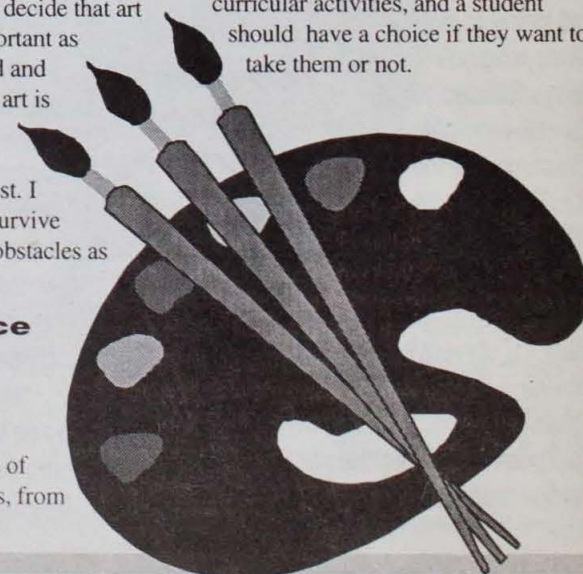 decide that art
ortant as
d and
art is
st. I
urvive
obstacles as
ce
of
s, from
curricular activities, and a student
should have a choice if they want to
take them or not.